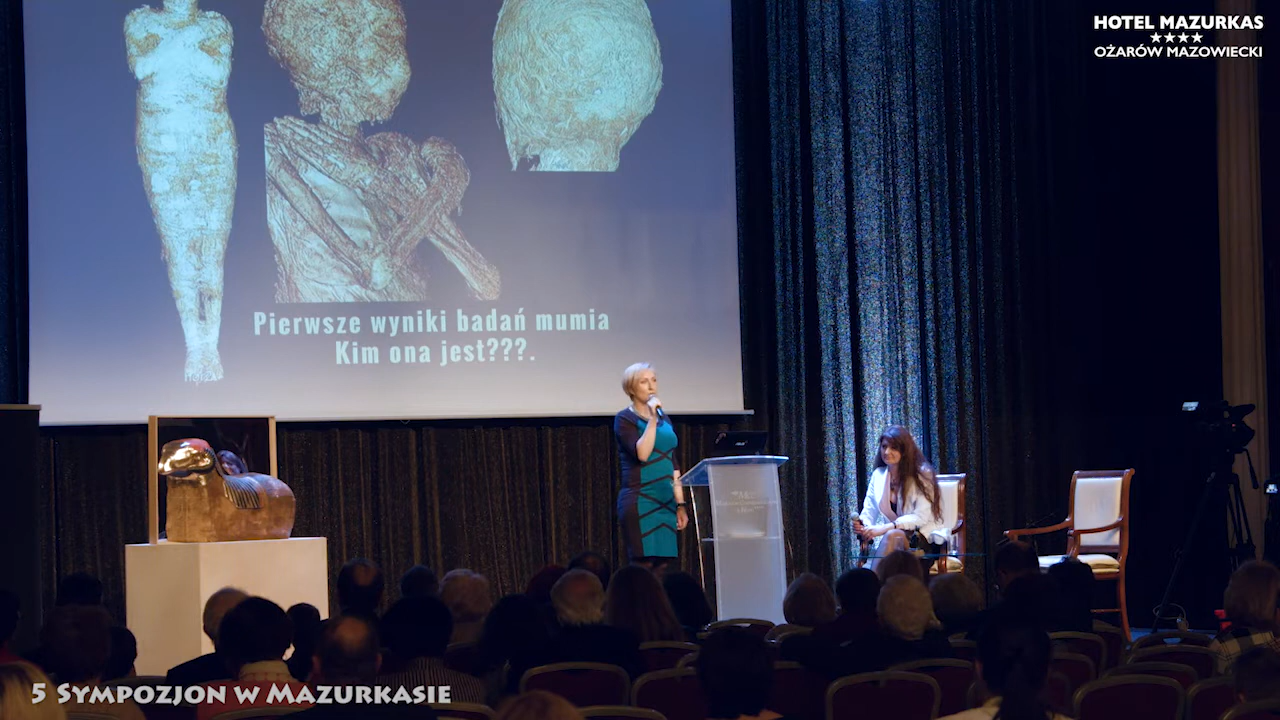 HOTEL MAZURKAS
★★★★
OŻARÓW MAZOWIECKI
Pierwsze wyniki badań mumia
Kim ona jest???.
5 Sympozjon w Mazurkasie